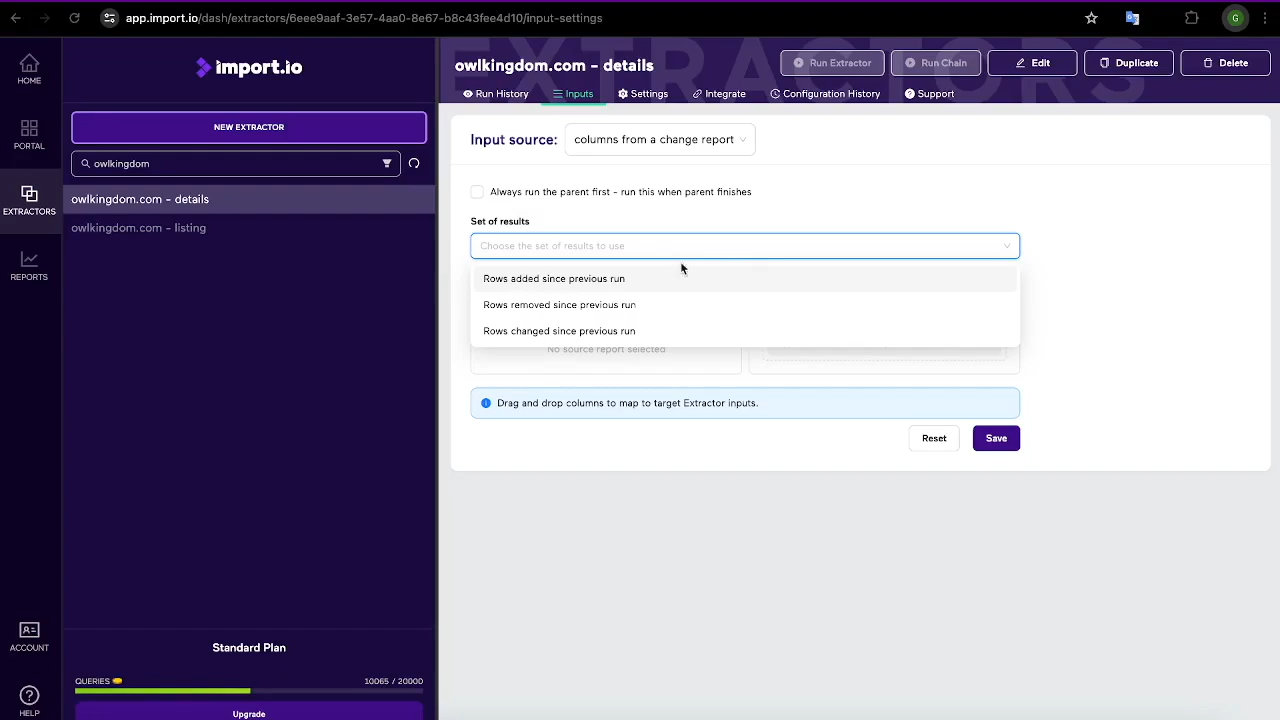 app.import.io/dash/extractors/6eee9aaf-3e57-4aa0-8e67-b8c43fee4d10/input-settings
G
HOME
PORTAL
EXTRACTORS
REPORTS
ACCOUNT
HELP
import.io
NEW EXTRACTOR
owlkingdom
owlkingdom.com - details
owlkingdom.com - listing
Standard Plan
QUERIES 10065 / 20000
Upgrade
EXTRACTORS
owlkingdom.com - details
Run Extractor
Run Chain
Edit
Duplicate
Delete
Run History
Inputs
Settings
Integrate
Configuration History
Support
Input source: columns from a change report
Always run the parent first - run this when parent finishes
Set of results
Choose the set of results to use
Rows added since previous run
Rows removed since previous run
Rows changed since previous run
No source report selected
Drag and drop columns to map to target Extractor inputs.
Reset
Save